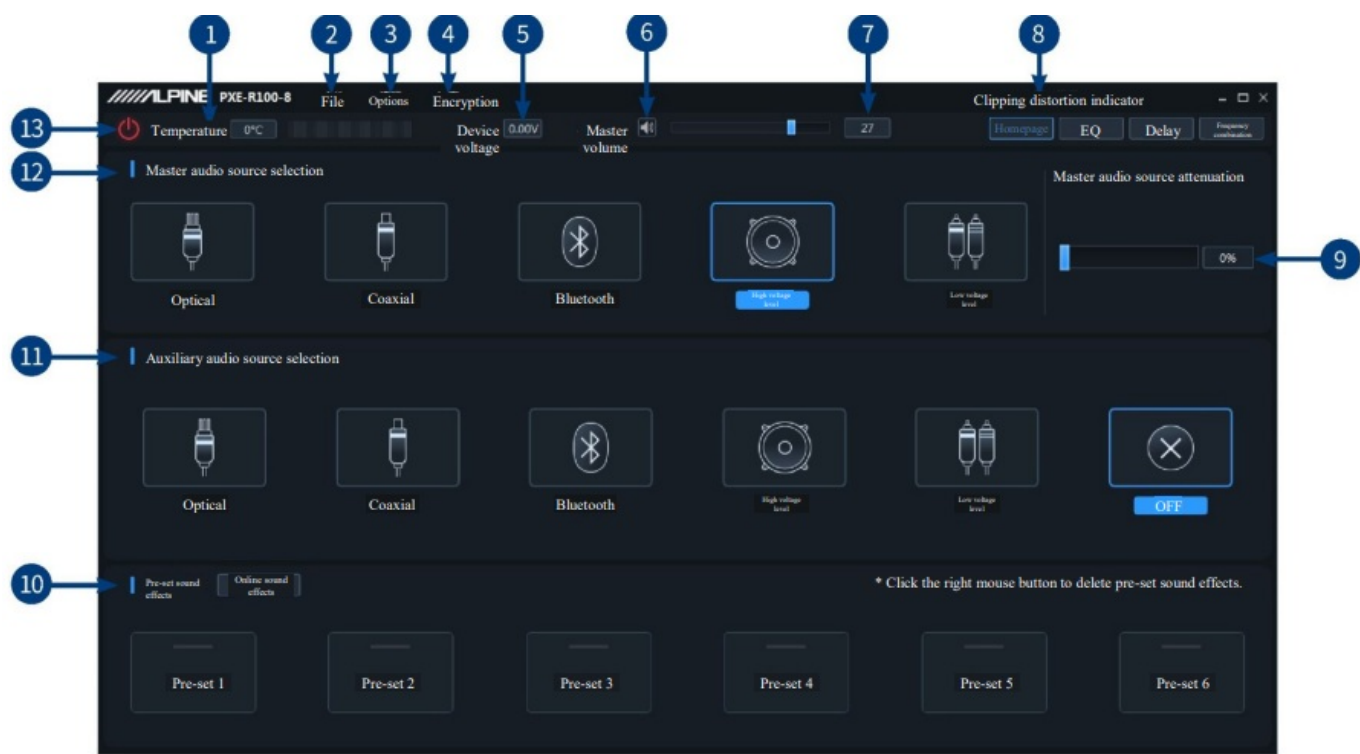 1 2 3 4 5 6 7 8
ALPINE PXE-R100-8 File Options Encryption Clipping distortion indicator
13 Temperature 0°C Device voltage 0.00V Master volume 27 Homepage EQ Delay Frequency combination
12 Master audio source selection Master audio source attenuation
0% 9
Optical Coaxial Bluetooth High voltage level Low voltage level
11 Auxiliary audio source selection
Optical Coaxial Bluetooth High voltage level Low voltage level OFF
10 Pre-set sound effects Online sound effects * Click the right mouse button to delete pre-set sound effects.
Pre-set 1 Pre-set 2 Pre-set 3 Pre-set 4 Pre-set 5 Pre-set 6